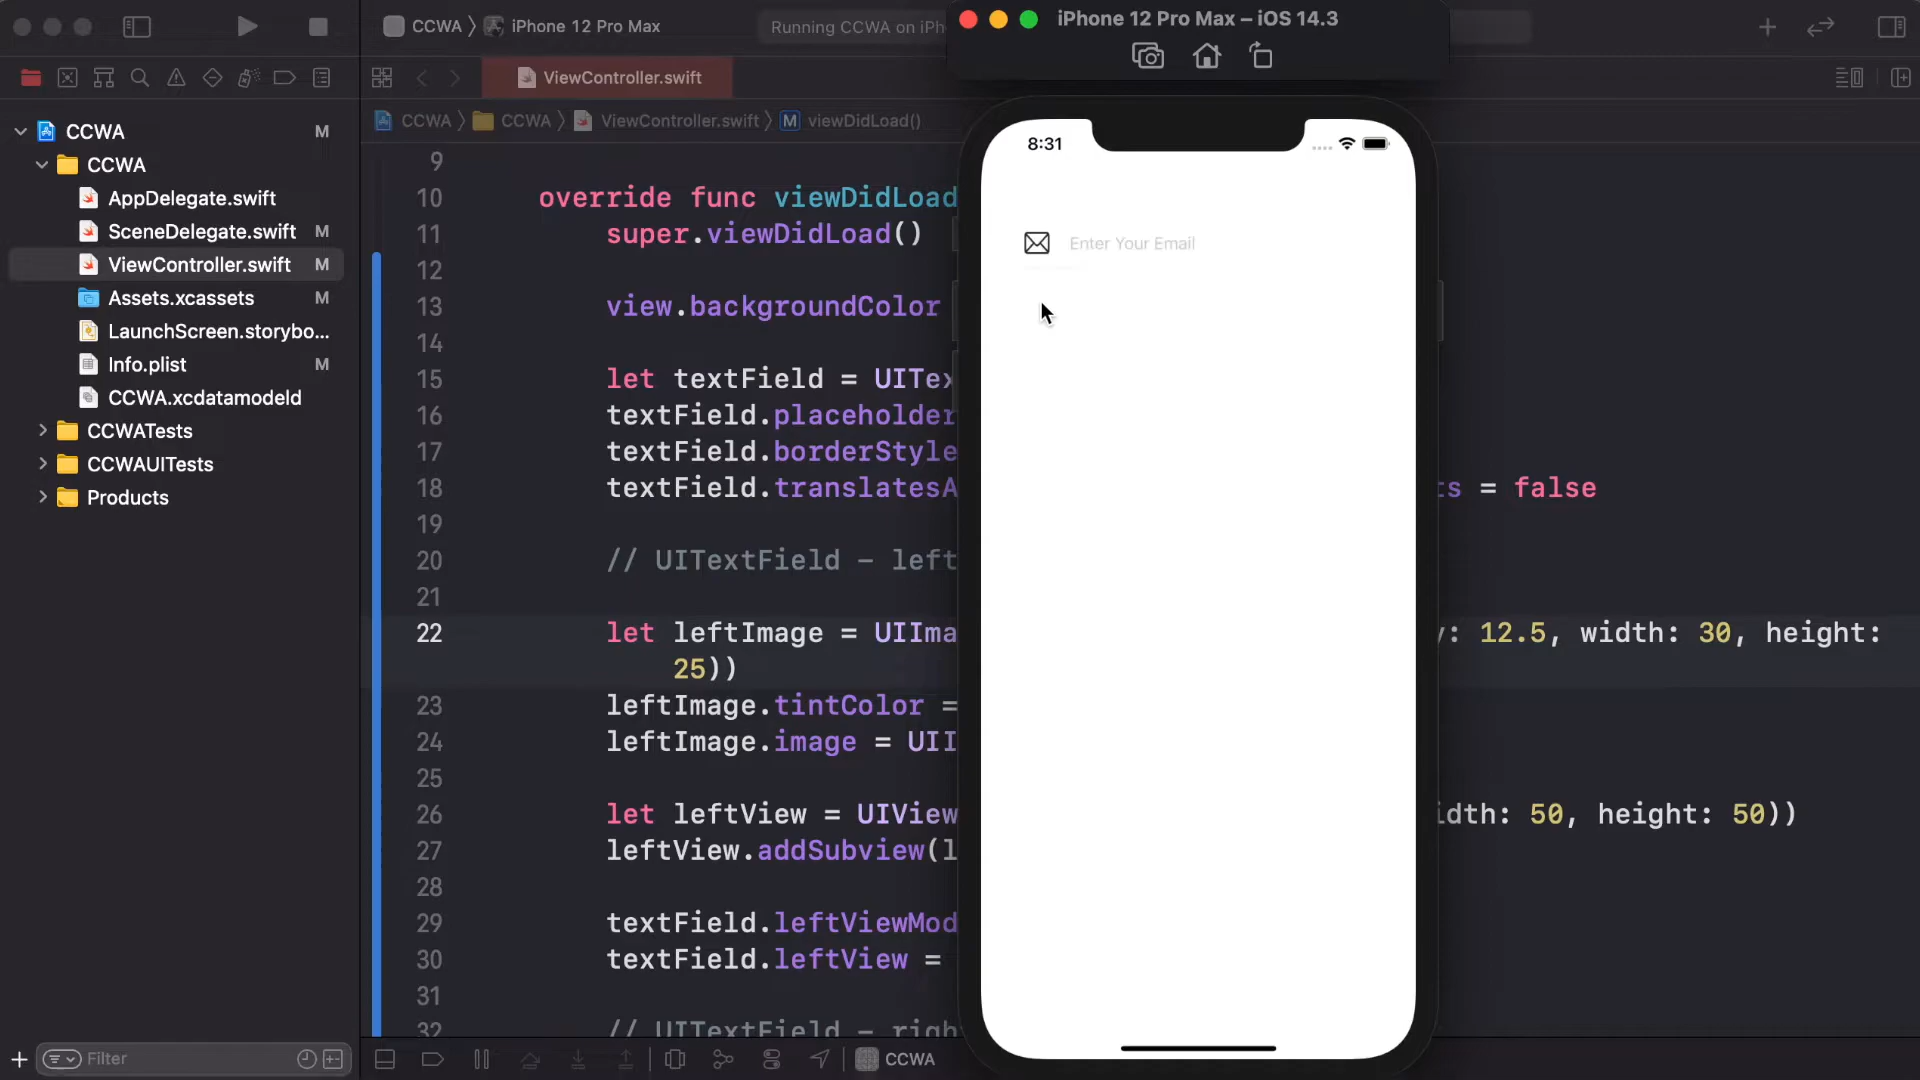 CCWA 〉 iPhone 12 Pro Max
Running CCWA on iPh
iPhone 12 Pro Max – iOS 14.3
ViewController.swift
CCWA 〉 CCWA 〉 ViewController.swift 〉 M viewDidLoad()
CCWA M
CCWA
AppDelegate.swift
SceneDelegate.swift M
ViewController.swift M
Assets.xcassets M
LaunchScreen.storybo...
Info.plist M
CCWA.xcdatamodeld
CCWATests
CCWAUITests
Products
Filter
9
10 override func viewDidLoad
11 super.viewDidLoad()
12
13 view.backgroundColor
14
15 let textField = UITex
16 textField.placeholder
17 textField.borderStyle
18 textField.translatesA ts = false
19
20 // UITextField – left
21
22 let leftImage = UIIma y: 12.5, width: 30, height:
25))
23 leftImage.tintColor =
24 leftImage.image = UII
25
26 let leftView = UIView idth: 50, height: 50))
27 leftView.addSubview(l
28
29 textField.leftViewMod
30 textField.leftView =
31
32 // UITextField – righ
CCWA
8:31
Enter Your Email